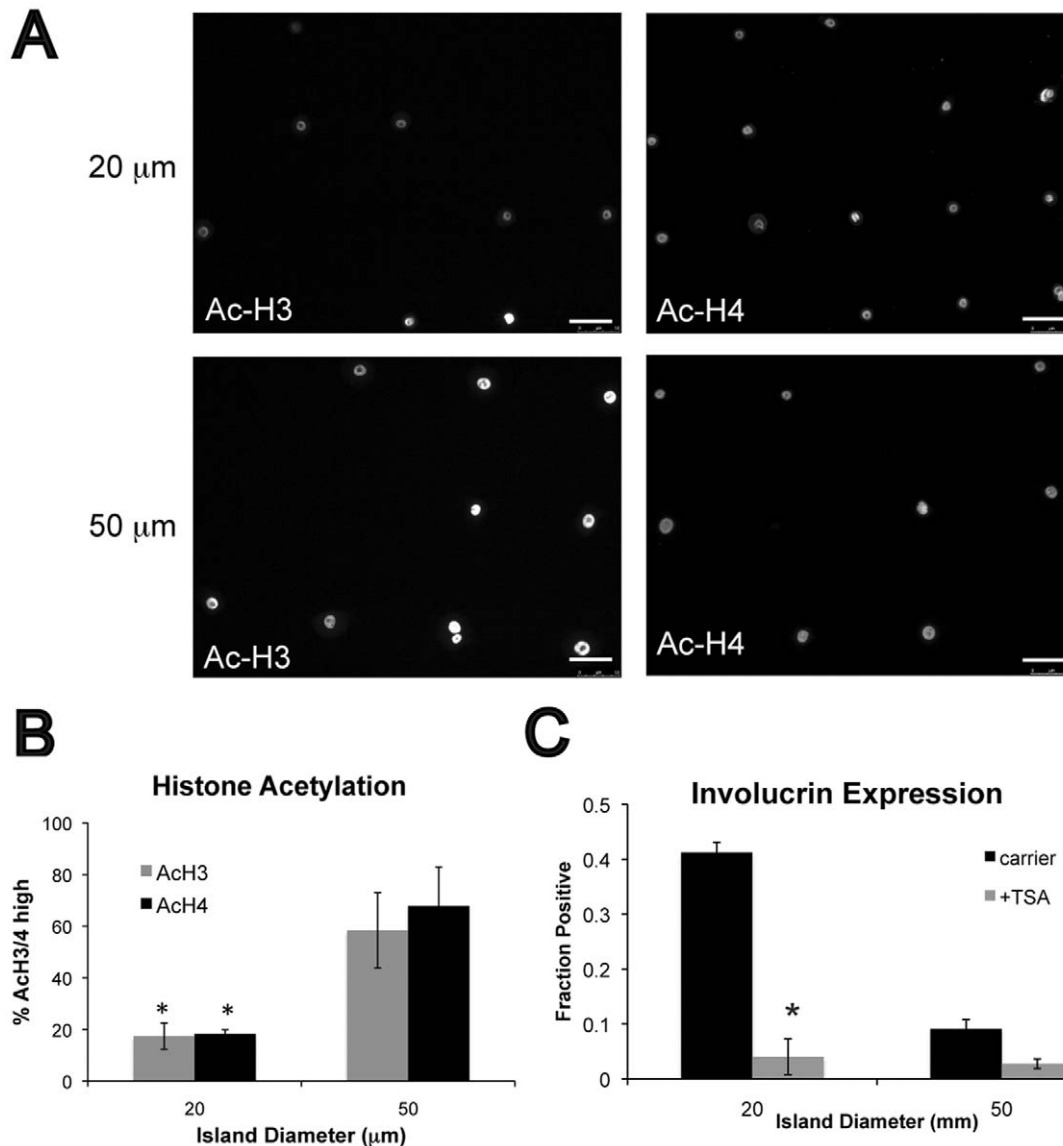 A
20 μm
Ac-H3
Ac-H4
50 μm
Ac-H3
Ac-H4
B
Histone Acetylation
% AcH3/4 high
100
80
60
40
20
0
AcH3
AcH4
*
*
20
50
Island Diameter (μm)
C
Involucrin Expression
Fraction Positive
0.5
0.4
0.3
0.2
0.1
0
carrier
+TSA
*
20
50
Island Diameter (mm)